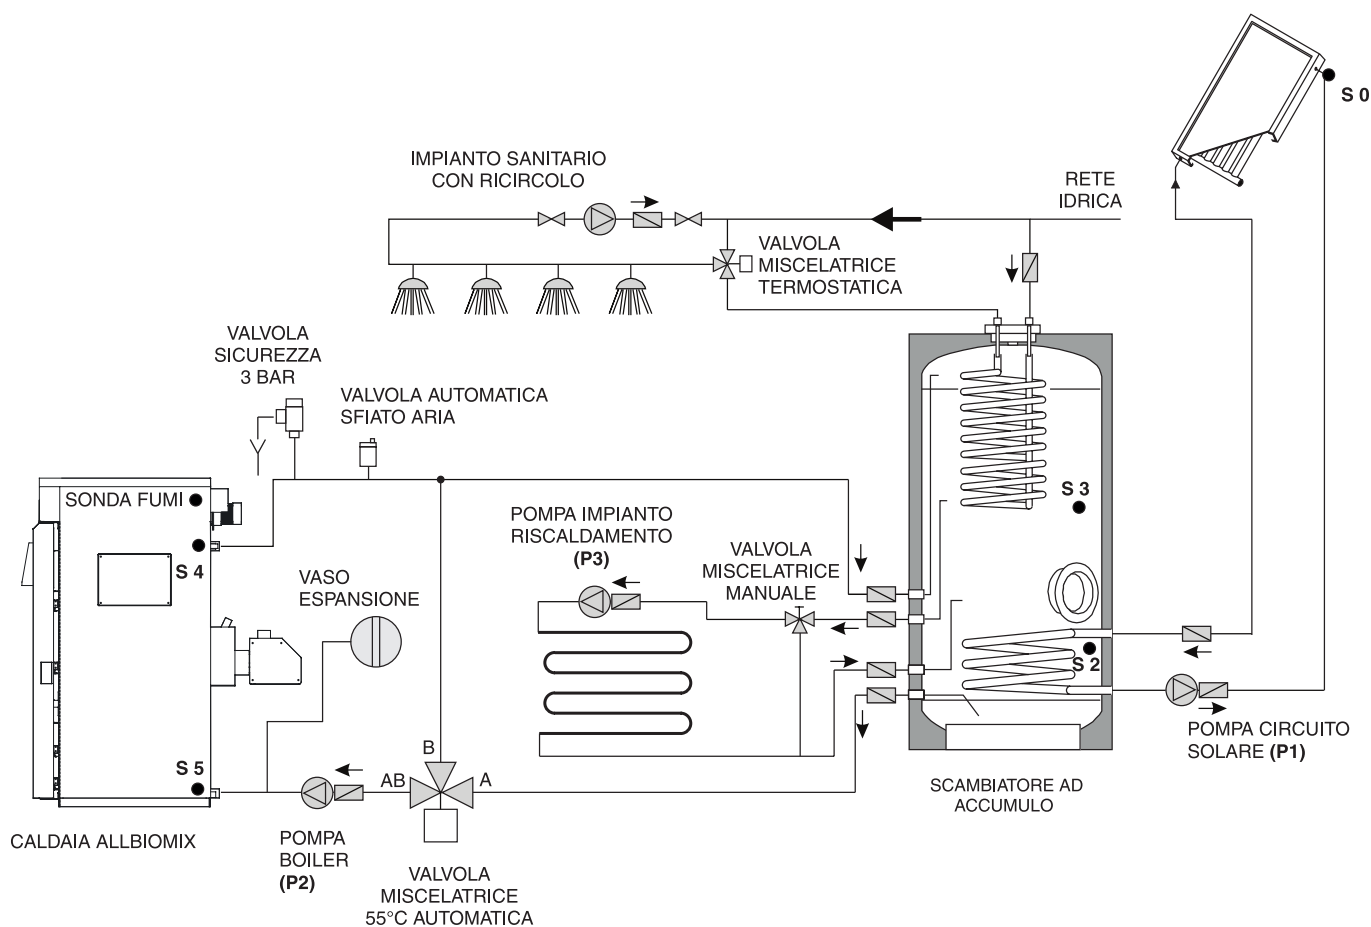 S 0
IMPIANTO SANITARIO
CON RICIRCOLO
RETE
IDRICA
VALVOLA
MISCELATRICE
TERMOSTATICA
VALVOLA
SICUREZZA
3 BAR
VALVOLA AUTOMATICA
SFIATO ARIA
SONDA FUMI
S 4
S 3
POMPA IMPIANTO
RISCALDAMENTO
(P3)
VALVOLA
MISCELATRICE
MANUALE
VASO
ESPANSIONE
S 2
POMPA CIRCUITO
SOLARE (P1)
B
AB
A
S 5
SCAMBIATORE AD
ACCUMULO
CALDAIA ALLBIOMIX
POMPA
BOILER
(P2)
VALVOLA
MISCELATRICE
55°C AUTOMATICA